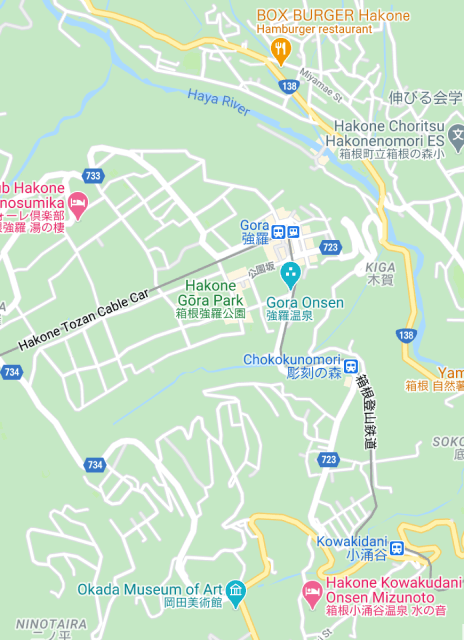 BOX BURGER Hakone
Hamburger restaurant
Miyamae St
138
Haya River
伸びる会学
Hakone Choritsu
Hakonenomori ES
箱根町立箱根の森小
733
ub Hakone
nosumika
ォーレ倶楽部
根強羅 湯の棲
Gora
強羅
723
公園坂
KIGA
木賀
Hakone
Gōra Park
箱根強羅公園
Gora Onsen
強羅温泉
Hakone Tozan Cable Car
138
734
Chokokunomori
彫刻の森
Yam
箱根 自然薯
箱根登山鉄道
SOKO
底
734
723
Kowakidani
小涌谷
Okada Museum of Art
岡田美術館
Hakone Kowakudani
Onsen Mizunoto
箱根小涌谷温泉 水の音
NINOTAIRA
二ノ平